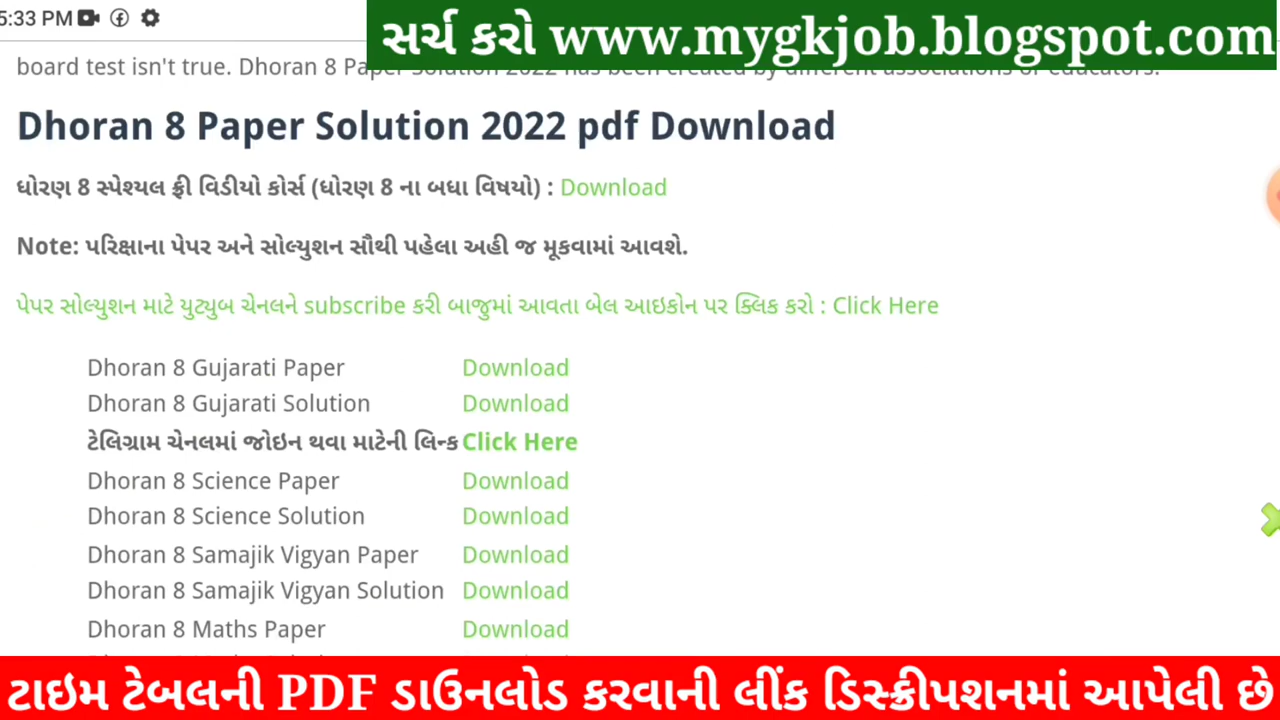 5:33 PM
સર્ચ કરો www.mygkjob.blogspot.com
board test isn't true. Dhoran 8 Paper Solution 2022 has been created by different associations or educators.
Dhoran 8 Paper Solution 2022 pdf Download
ધોરણ 8 સ્પેશ્યલ ફ્રી વિડીયો કોર્સ (ધોરણ 8 ના બધા વિષયો) : Download
Note: પરિક્ષાના પેપર અને સોલ્યુશન સૌથી પહેલા અહી જ મૂકવામાં આવશે.
પેપર સોલ્યુશન માટે યુટ્યુબ ચેનલને subscribe કરી બાજુમાં આવતા બેલ આઇકોન પર ક્લિક કરો : Click Here
Dhoran 8 Gujarati Paper Download
Dhoran 8 Gujarati Solution Download
ટેલિગ્રામ ચેનલમાં જોઇન થવા માટેની લિન્ક Click Here
Dhoran 8 Science Paper Download
Dhoran 8 Science Solution Download
Dhoran 8 Samajik Vigyan Paper Download
Dhoran 8 Samajik Vigyan Solution Download
Dhoran 8 Maths Paper Download
ટાઇમ ટેબલની PDF ડાઉનલોડ કરવાની લીંક ડિસ્ક્રીપશનમાં આપેલી છે